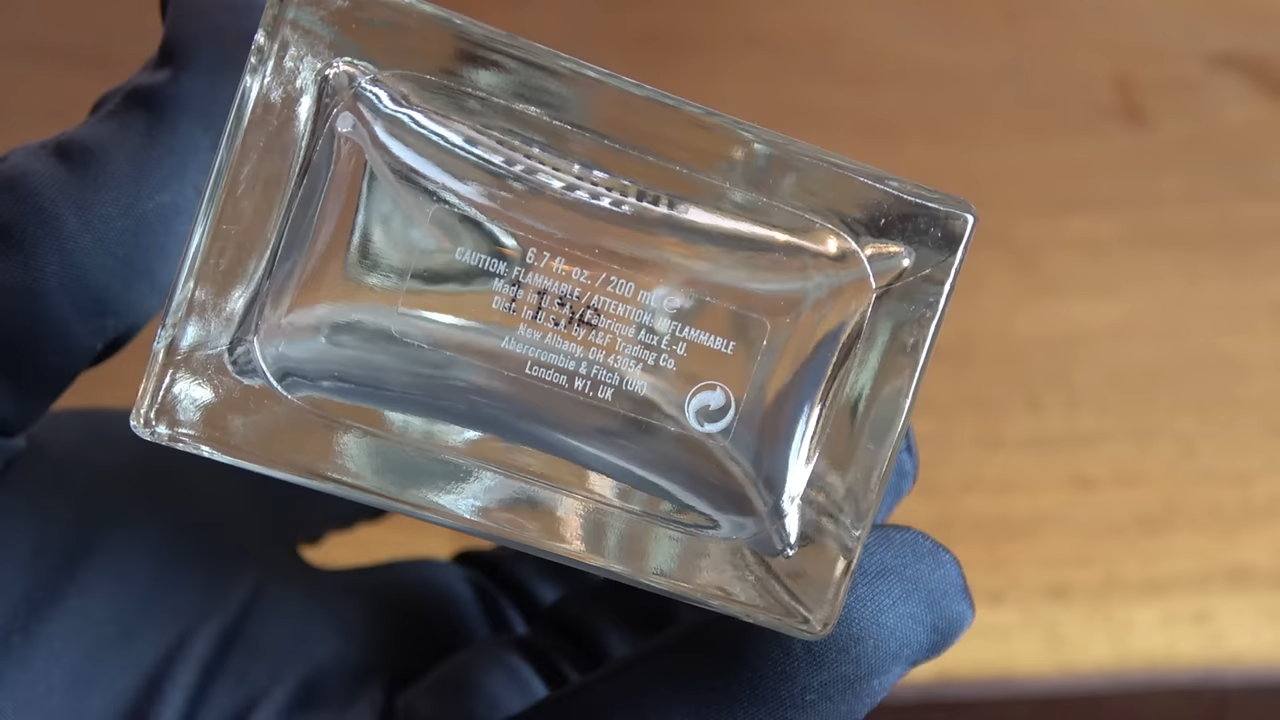 6.7 fl. oz. / 200 ml e
CAUTION: FLAMMABLE / ATTENTION: INFLAMMABLE
Made in U.S.A. / Fabriqué Aux É.-U.
Dist. In U.S.A. by A&F Trading Co.
New Albany, OH 43054
Abercrombie & Fitch (UK)
London, W1, UK